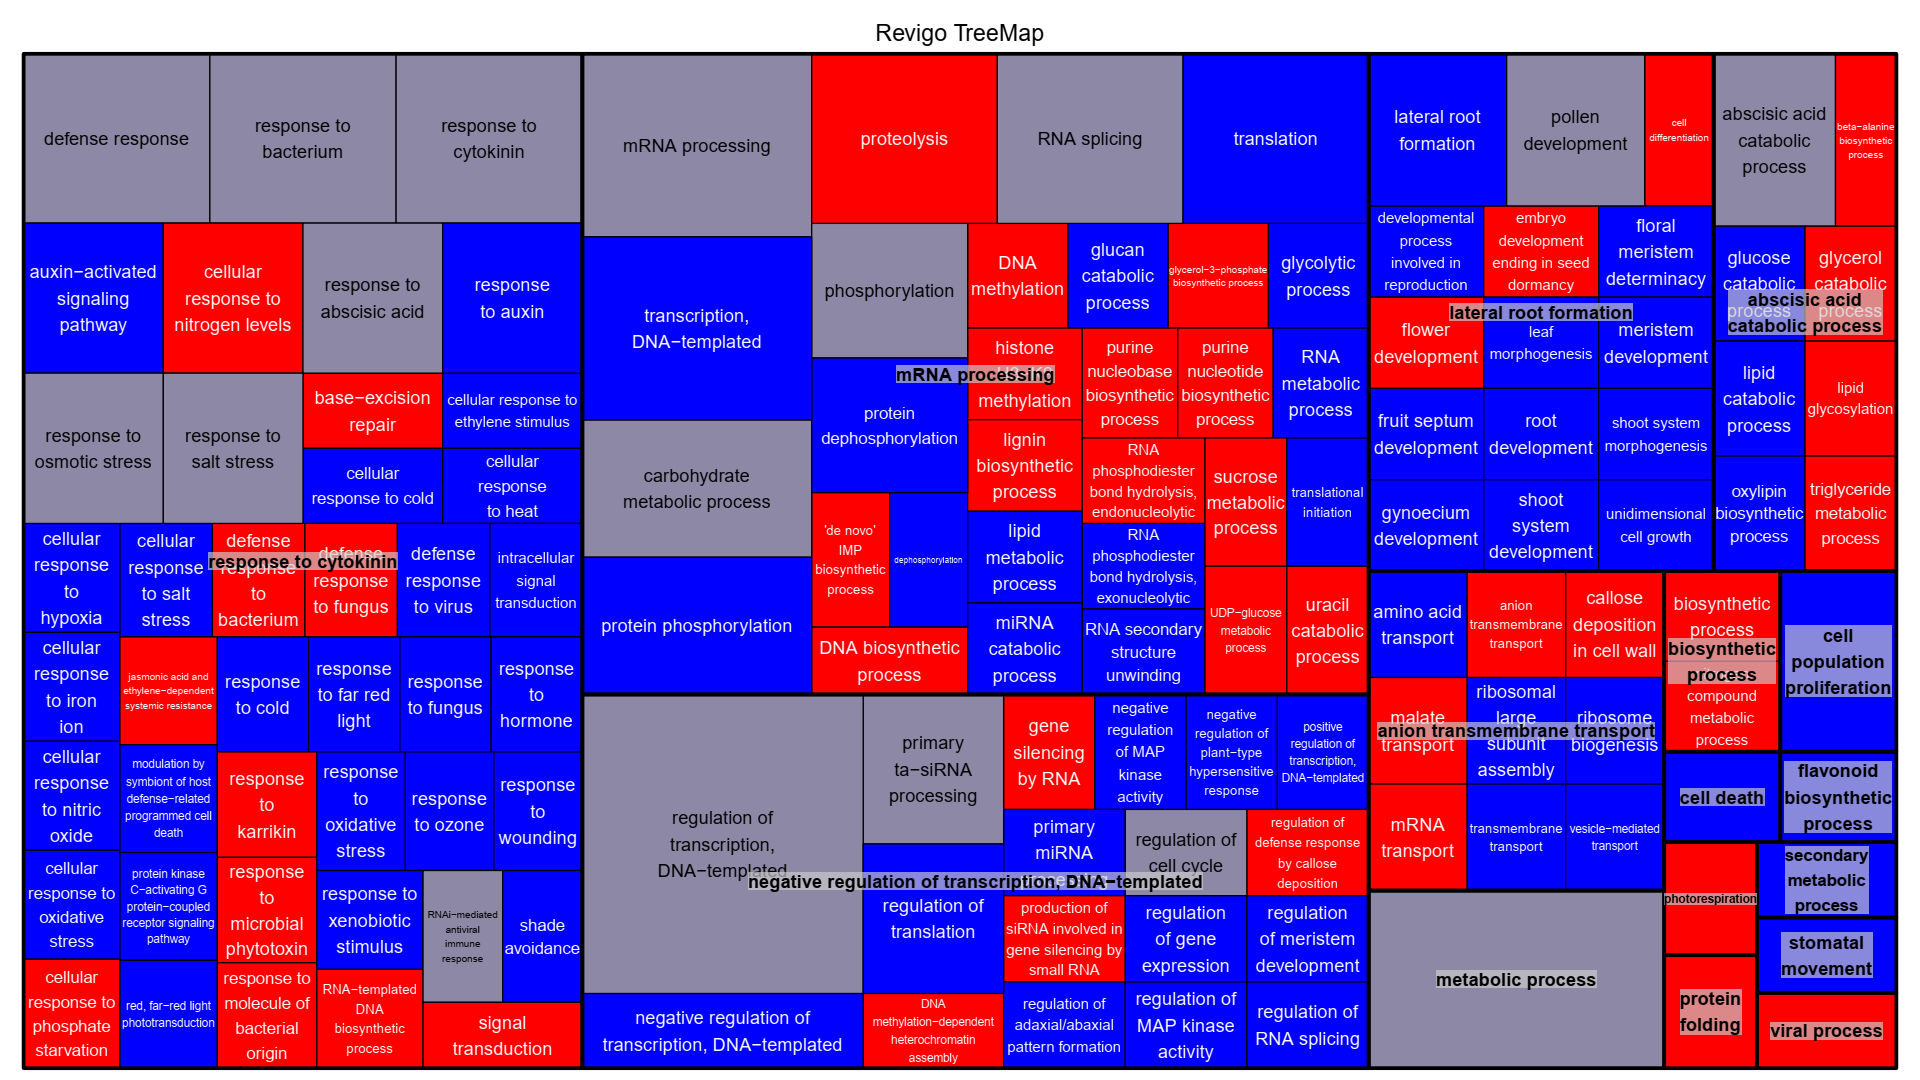 Revigo TreeMap
defense response
response to
bacterium
response to
cytokinin
auxin−activated
signaling
pathway
cellular
response to
nitrogen levels
response to
abscisic acid
response
to auxin
response to
osmotic stress
response to
salt stress
base−excision
repair
cellular response to
ethylene stimulus
cellular
response to cold
cellular
response
to heat
cellular
response
to
hypoxia
cellular
response
to salt
stress
defense
response
to
bacterium
defense
response
to fungus
defense
response
to virus
intracellular
signal
transduction
response to cytokinin
cellular
response
to iron
ion
jasmonic acid and
ethylene−dependent
systemic resistance
response
to cold
response
to far red
light
response
to fungus
response
to
hormone
cellular
response
to nitric
oxide
modulation by
symbiont of host
defense−related
programmed cell
death
response
to
karrikin
response
to
oxidative
stress
response
to ozone
response
to
wounding
cellular
response to
oxidative
stress
protein kinase
C−activating G
protein−coupled
receptor signaling
pathway
response
to
microbial
phytotoxin
response to
xenobiotic
stimulus
RNAi−mediated
antiviral
immune
response
shade
avoidance
cellular
response to
phosphate
starvation
red, far−red light
phototransduction
response to
molecule of
bacterial
origin
RNA−templated
DNA
biosynthetic
process
signal
transduction
mRNA processing
proteolysis
RNA splicing
translation
transcription,
DNA−templated
carbohydrate
metabolic process
protein phosphorylation
phosphorylation
protein
dephosphorylation
'de novo'
IMP
biosynthetic
process
dephosphorylation
DNA biosynthetic
process
DNA
methylation
glucan
catabolic
process
glycerol−3−phosphate
biosynthetic process
glycolytic
process
histone
methylation
purine
nucleobase
biosynthetic
process
purine
nucleotide
biosynthetic
process
RNA
metabolic
process
mRNA processing
lignin
biosynthetic
process
RNA
phosphodiester
bond hydrolysis,
endonucleolytic
sucrose
metabolic
process
translational
initiation
lipid
metabolic
process
RNA
phosphodiester
bond hydrolysis,
exonucleolytic
miRNA
catabolic
process
RNA secondary
structure
unwinding
UDP−glucose
metabolic
process
uracil
catabolic
process
regulation of
transcription,
DNA−templated
negative regulation of
transcription, DNA−templated
primary
ta−siRNA
processing
regulation of
translation
DNA
methylation−dependent
heterochromatin
assembly
gene
silencing
by RNA
negative
regulation
of MAP
kinase
activity
negative
regulation of
plant−type
hypersensitive
response
positive
regulation of
transcription,
DNA−templated
primary
miRNA
regulation of
cell cycle
regulation of
defense response
by callose
deposition
negative regulation of transcription, DNA−templated
production of
siRNA involved in
gene silencing by
small RNA
regulation
of gene
expression
regulation
of meristem
development
regulation of
adaxial/abaxial
pattern formation
regulation of
MAP kinase
activity
regulation of
RNA splicing
lateral root
formation
pollen
development
cell
differentiation
developmental
process
involved in
reproduction
embryo
development
ending in seed
dormancy
floral
meristem
determinacy
flower
development
leaf
morphogenesis
meristem
development
lateral root formation
fruit septum
development
root
development
shoot system
morphogenesis
gynoecium
development
shoot
system
development
unidimensional
cell growth
abscisic acid
catabolic
process
beta−alanine
biosynthetic
process
glucose
catabolic
process
glycerol
catabolic
process
abscisic acid
catabolic process
lipid
catabolic
process
lipid
glycosylation
oxylipin
biosynthetic
process
triglyceride
metabolic
process
amino acid
transport
anion
transmembrane
transport
callose
deposition
in cell wall
malate
transport
ribosomal
large
subunit
assembly
ribosome
biogenesis
anion transmembrane transport
mRNA
transport
transmembrane
transport
vesicle−mediated
transport
biosynthetic
process
biosynthetic
process
compound
metabolic
process
cell
population
proliferation
cell death
flavonoid
biosynthetic
process
metabolic process
photorespiration
secondary
metabolic
process
stomatal
movement
protein
folding
viral process